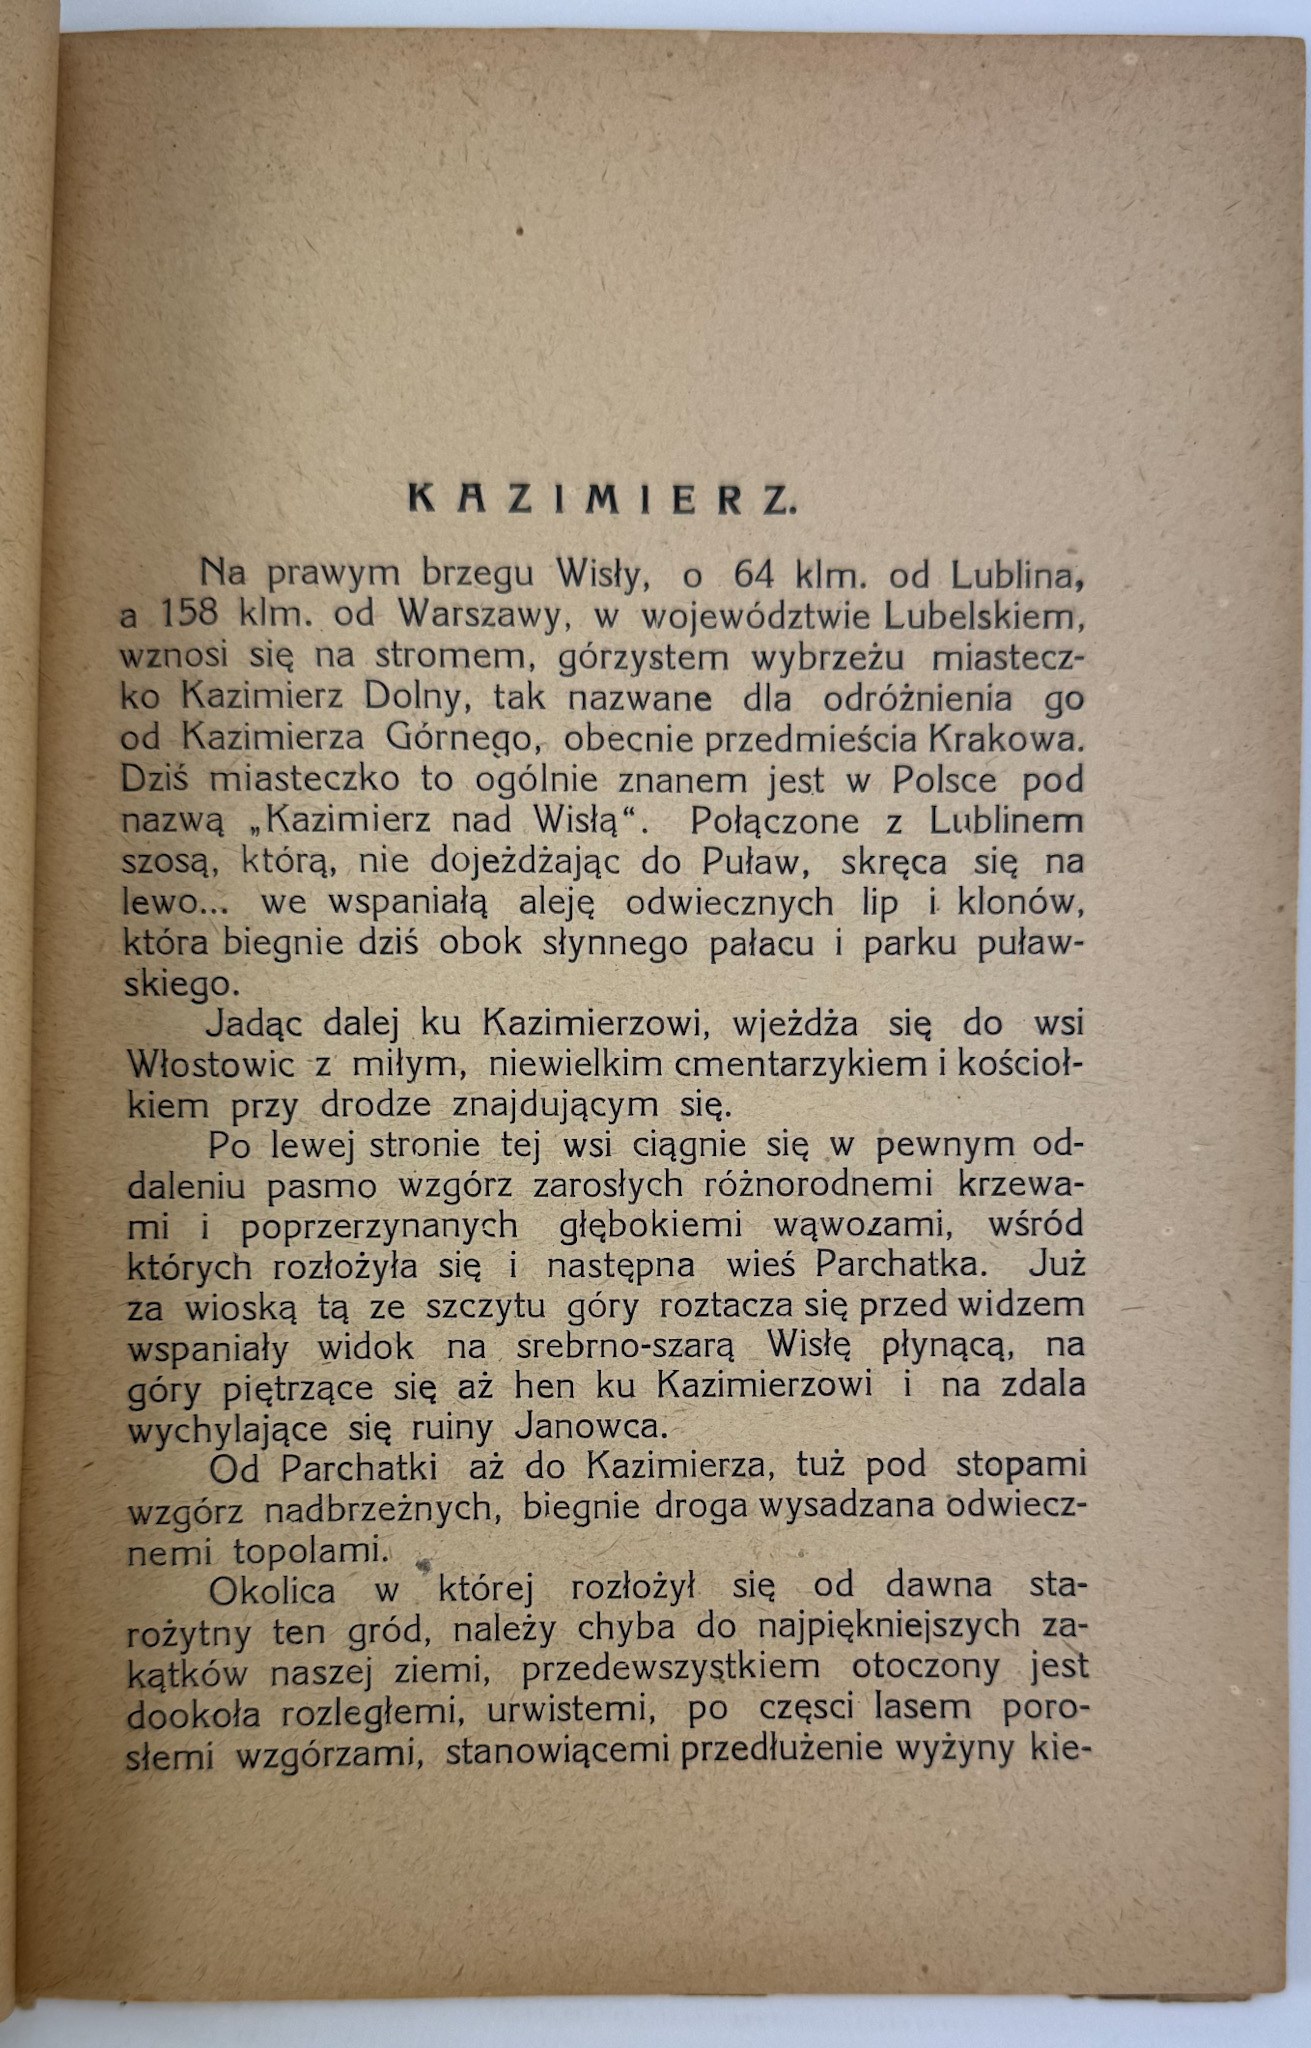 KAZIMIERZ.
Na prawym brzegu Wisły, o 64 klm. od Lublina,
a 158 klm. od Warszawy, w województwie Lubelskiem,
wznosi się na stromem, górzystem wybrzeżu miastecz-
ko Kazimierz Dolny, tak nazwane dla odróżnienia go
od Kazimierza Górnego, obecnie przedmieścia Krakowa.
Dziś miasteczko to ogólnie znanem jest w Polsce pod
nazwą „Kazimierz nad Wisłą“. Połączone z Lublinem
szosą, którą, nie dojeżdżając do Puław, skręca się na
lewo... we wspaniałą aleję odwiecznych lip i klonów,
która biegnie dziś obok słynnego pałacu i parku puław-
skiego.
Jadąc dalej ku Kazimierzowi, wjeżdża się do wsi
Włostowic z miłym, niewielkim cmentarzykiem i kościoł-
kiem przy drodze znajdującym się.
Po lewej stronie tej wsi ciągnie się w pewnym od-
daleniu pasmo wzgórz zarosłych różnorodnemi krzewa-
mi i poprzerzynanych głębokiemi wąwozami, wśród
których rozłożyła się i następna wieś Parchatka. Już
za wioską tą ze szczytu góry roztacza się przed widzem
wspaniały widok na srebrno-szarą Wisłę płynącą, na
góry piętrzące się aż hen ku Kazimierzowi i na zdala
wychylające się ruiny Janowca.
Od Parchatki aż do Kazimierza, tuż pod stopami
wzgórz nadbrzeżnych, biegnie droga wysadzana odwiecz-
nemi topolami.
Okolica w której rozłożył się od dawna sta-
rożytny ten gród, należy chyba do najpiękniejszych za-
kątków naszej ziemi, przedewszystkiem otoczony jest
dookoła rozległemi, urwistemi, po częsci lasem poro-
słemi wzgórzami, stanowiącemi przedłużenie wyżyny kie-